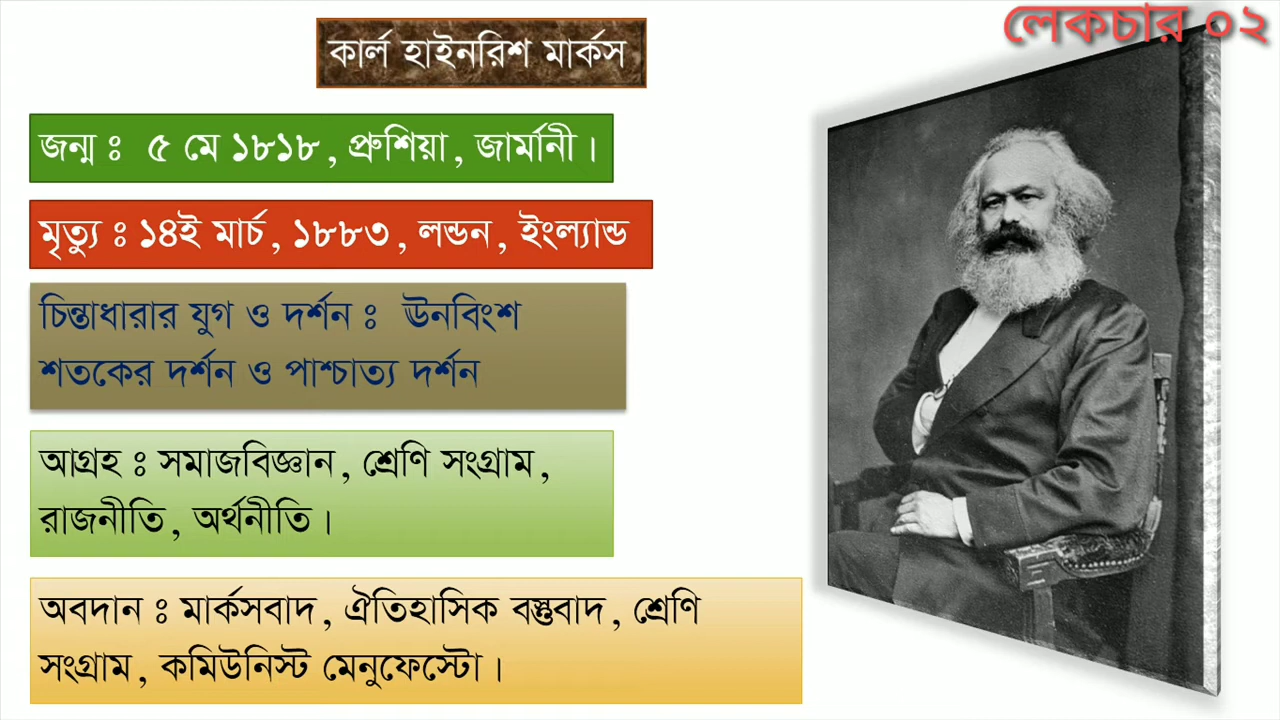 লেকচার ০২
কার্ল হাইনরিশ মার্কস
জন্ম ঃ ৫ মে ১৮১৮, প্রুশিয়া, জার্মানী।
মৃত্যু ঃ ১৪ই মার্চ, ১৮৮৩, লন্ডন, ইংল্যান্ড
চিন্তাধারার যুগ ও দর্শন ঃ ঊনবিংশ
শতকের দর্শন ও পাশ্চাত্য দর্শন
আগ্রহ ঃ সমাজবিজ্ঞান, শ্রেণি সংগ্রাম,
রাজনীতি, অর্থনীতি।
অবদান ঃ মার্কসবাদ, ঐতিহাসিক বস্তুবাদ, শ্রেণি
সংগ্রাম, কমিউনিস্ট মেনুফেস্টো।